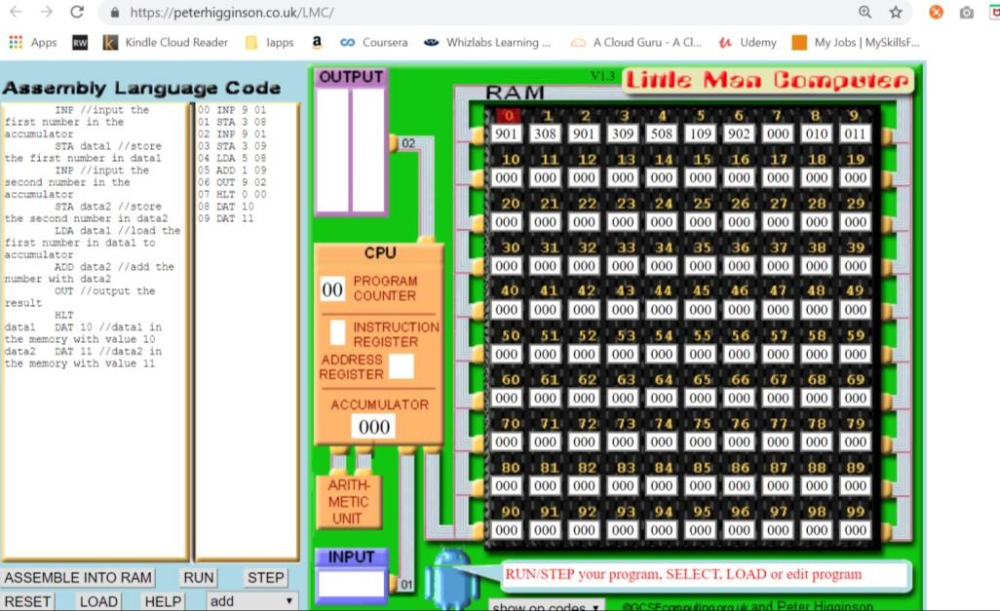 https://peterhigginson.co.uk/LMC/
Apps RW Kindle Cloud Reader lapps a Coursera Whizlabs Learning ... A Cloud Guru - A Cl... Udemy My Jobs | MySkillsF...
Assembly Language Code
INP //input the
first number in the
accumulator
STA data1 //store
the first number in data1
INP //input the
second number in the
accumulator
STA data2 //store
the second number in data2
LDA data1 //load the
first number in data1 to
accumulator
ADD data2 //add the
number with data2
OUT //output the
result
HLT
data1 DAT 10 //data1 in
the memory with value 10
data2 DAT 11 //data2 in
the memory with value 11
00 INP 9 01
01 STA 3 08
02 INP 9 01
03 STA 3 09
04 LDA 5 08
05 ADD 1 09
06 OUT 9 02
07 HLT 0 00
08 DAT 10
09 DAT 11
ASSEMBLE INTO RAM RUN STEP
RESET LOAD HELP add
OUTPUT
02
CPU
00 PROGRAM
COUNTER
INSTRUCTION
REGISTER
ADDRESS
REGISTER
ACCUMULATOR
000
ARITH-
METIC
UNIT
INPUT
01
V1.3 Little Man Computer
RAM
0 1 2 3 4 5 6 7 8 9
901 308 901 309 508 109 902 000 010 011
10 11 12 13 14 15 16 17 18 19
000 000 000 000 000 000 000 000 000 000
20 21 22 23 24 25 26 27 28 29
000 000 000 000 000 000 000 000 000 000
30 31 32 33 34 35 36 37 38 39
000 000 000 000 000 000 000 000 000 000
40 41 42 43 44 45 46 47 48 49
000 000 000 000 000 000 000 000 000 000
50 51 52 53 54 55 56 57 58 59
000 000 000 000 000 000 000 000 000 000
60 61 62 63 64 65 66 67 68 69
000 000 000 000 000 000 000 000 000 000
70 71 72 73 74 75 76 77 78 79
000 000 000 000 000 000 000 000 000 000
80 81 82 83 84 85 86 87 88 89
000 000 000 000 000 000 000 000 000 000
90 91 92 93 94 95 96 97 98 99
000 000 000 000 000 000 000 000 000 000
RUN/STEP your program, SELECT, LOAD or edit program
show op codes ©GCSEcomputing.org.uk and Peter Higginson